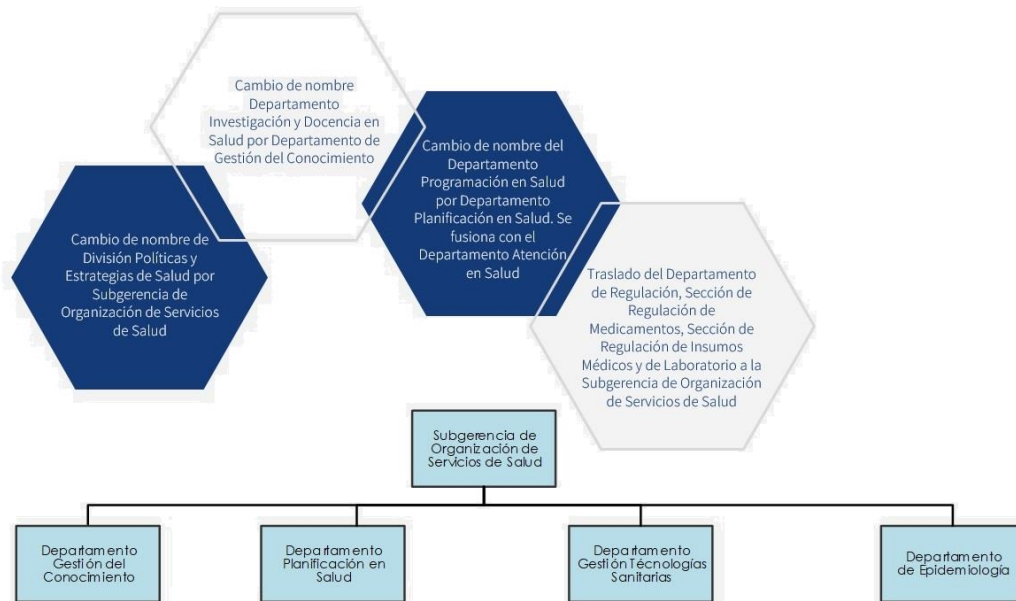 Cambio de nombre
Departamento
Investigación y Docencia en
Salud por Departamento de
Gestión del Conocimiento
Cambio de nombre del
Departamento
Programación en Salud
por Departamento
Planificación en Salud. Se
fusiona con el
Departamento Atención
en Salud
Cambio de nombre de
División Políticas y
Estrategias de Salud por
Subgerencia de
Organización de Servicios
de Salud
Traslado del Departamento
de Regulación, Sección de
Regulación de
Medicamentos, Sección de
Regulación de Insumos
Médicos y de Laboratorio a la
Subgerencia de Organización
de Servicios de Salud
Subgerencia de
Organización de
Servicios de Salud
Departamento
Gestión del
Conocimiento
Departamento
Planificación en
Salud
Departamento
Gestión Técnologías
Sanitarias
Departamento
de Epidemiología